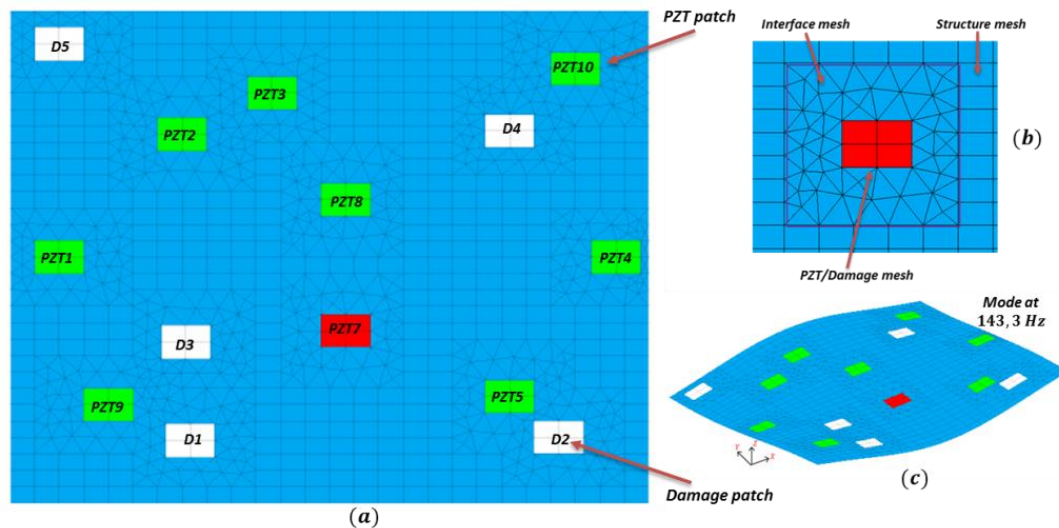 D5
PZT patch
PZT10
PZT3
PZT2
D4
PZT8
PZT1
PZT4
PZT7
D3
PZT9
PZT5
D1
D2
Damage patch
(a)
Interface mesh
Structure mesh
(b)
PZT/Damage mesh
Mode at
143,3 Hz
Y
Z
X
(c)